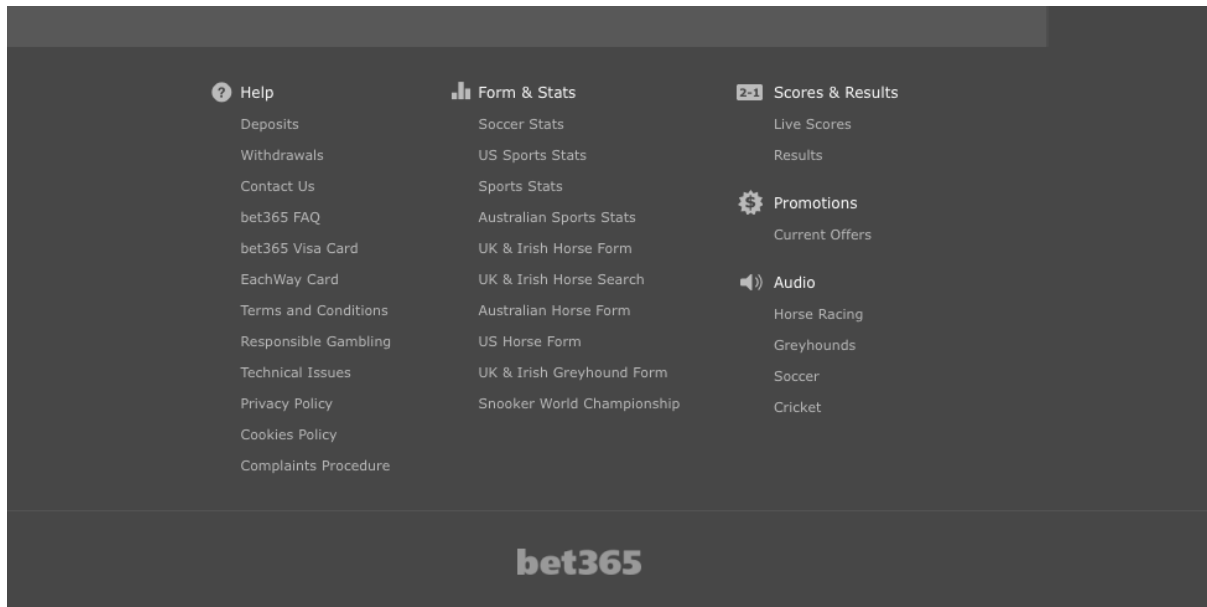 Help
Deposits
Withdrawals
Contact Us
bet365 FAQ
bet365 Visa Card
EachWay Card
Terms and Conditions
Responsible Gambling
Technical Issues
Privacy Policy
Cookies Policy
Complaints Procedure
Form & Stats
Soccer Stats
US Sports Stats
Sports Stats
Australian Sports Stats
UK & Irish Horse Form
UK & Irish Horse Search
Australian Horse Form
US Horse Form
UK & Irish Greyhound Form
Snooker World Championship
2-1 Scores & Results
Live Scores
Results
Promotions
Current Offers
Audio
Horse Racing
Greyhounds
Soccer
Cricket
bet365